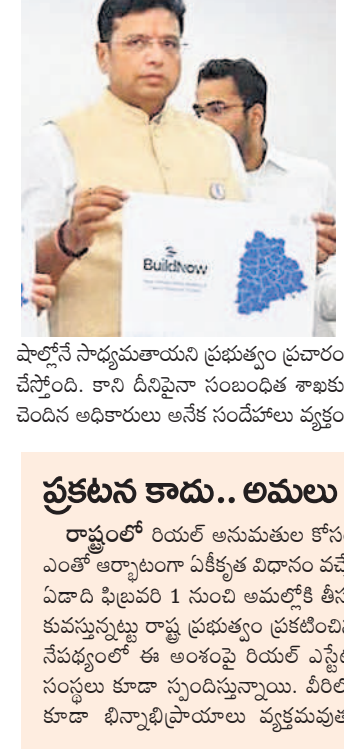 BuildNow
షాల్లోనే సాధ్యమతాయని ప్రభుత్వం ప్రచారం
చేస్తోంది. కాని దీనిపైనా సంబంధిత శాఖకు
చెందిన అధికారులు అనేక సందేహాలు వ్యక్తం
ప్రకటన కాదు.. అమలు
రాష్ట్రంలో రియల్ అనుమతుల కోసం
ఎంతో ఆర్భాటంగా ఏకీకృత విధానం వచ్చే
ఏడాది ఫిబ్రవరి 1 నుంచి అమల్లోకి తీసు
కువస్తున్నట్టు రాష్ట్ర ప్రభుత్వం ప్రకటించిన
నేపథ్యంలో ఈ అంశంపై రియల్ ఎస్టేట్
సంస్థలు కూడా స్పందిస్తున్నాయి. వీరిలో
కూడా భిన్నాభిప్రాయాలు వ్యక్తమవుత